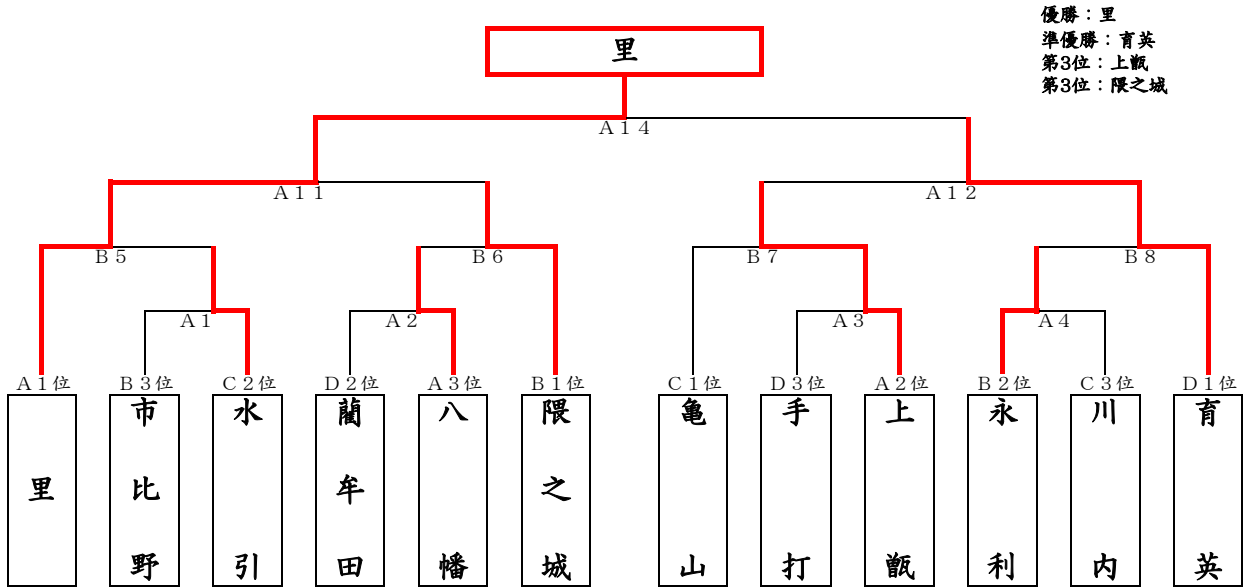 優勝：里
準優勝：育英
第3位：上甑
第3位：隈之城
里
Ａ１４
Ａ１１
Ａ１２
Ｂ５
Ｂ６
Ｂ７
Ｂ８
Ａ１
Ａ２
Ａ３
Ａ４
Ａ１位
Ｂ３位
Ｃ２位
Ｄ２位
Ａ３位
Ｂ１位
Ｃ１位
Ｄ３位
Ａ２位
Ｂ２位
Ｃ３位
Ｄ１位
里
市比野
水引
藺牟田
八幡
隈之城
亀山
手打
上甑
永利
川内
育英